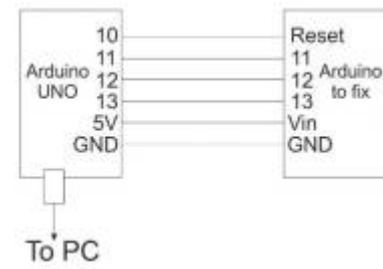 10
11
12
13
5V
GND
Arduino
UNO
Reset
11
12
13
Vin
GND
Arduino
to fix
To PC